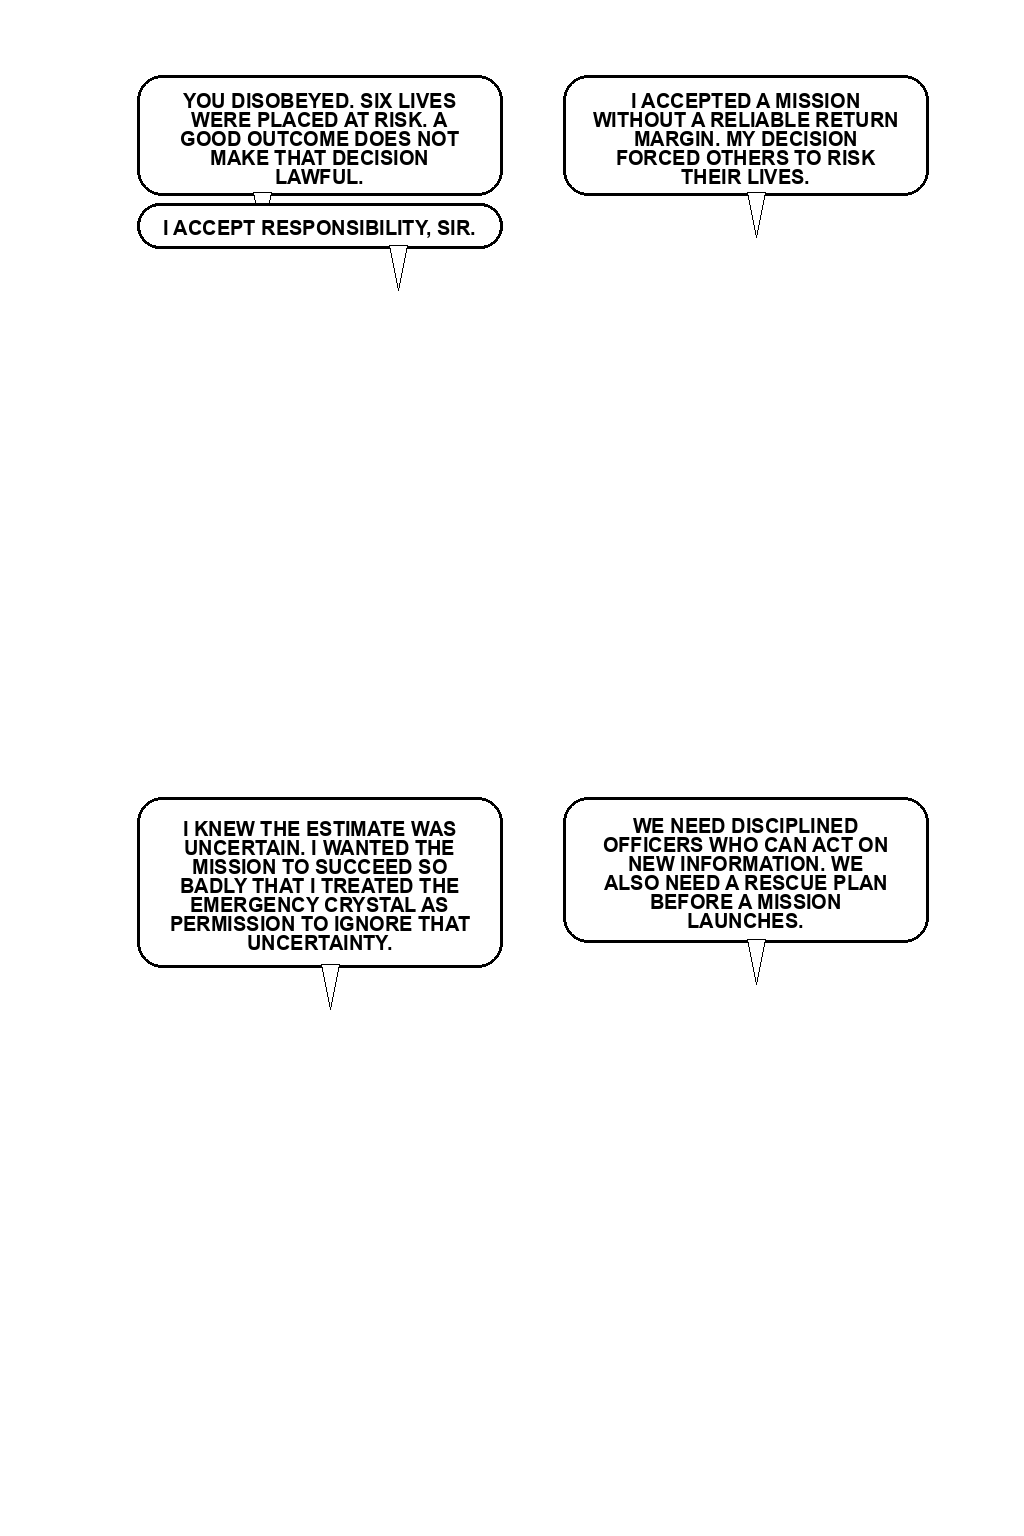 YOU DISOBEYED. SIX LIVES
WERE PLACED AT RISK. A
GOOD OUTCOME DOES NOT
MAKE THAT DECISION
LAWFUL.
I ACCEPT RESPONSIBILITY, SIR.
I ACCEPTED A MISSION
WITHOUT A RELIABLE RETURN
MARGIN. MY DECISION
FORCED OTHERS TO RISK
THEIR LIVES.
I KNEW THE ESTIMATE WAS
UNCERTAIN. I WANTED THE
MISSION TO SUCCEED SO
BADLY THAT I TREATED THE
EMERGENCY CRYSTAL AS
PERMISSION TO IGNORE THAT
UNCERTAINTY.
WE NEED DISCIPLINED
OFFICERS WHO CAN ACT ON
NEW INFORMATION. WE
ALSO NEED A RESCUE PLAN
BEFORE A MISSION
LAUNCHES.